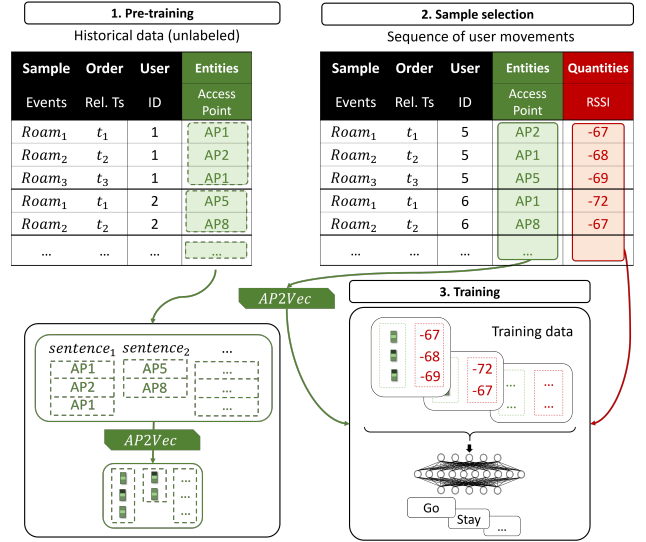 1. Pre-training
Historical data (unlabeled)
Sample Order User Entities
Events Rel. Ts ID Access Point
Roam1 t1 1 AP1
Roam2 t2 1 AP2
Roam3 t3 1 AP1
Roam1 t1 2 AP5
Roam2 t2 2 AP8
... ... ... ...
2. Sample selection
Sequence of user movements
Sample Order User Entities Quantities
Events Rel. Ts ID Access Point RSSI
Roam1 t1 5 AP2 -67
Roam2 t2 5 AP1 -68
Roam3 t3 5 AP5 -69
Roam1 t1 6 AP1 -72
Roam2 t2 6 AP8 -67
... ... ... ...
AP2Vec
sentence1 sentence2 ...
AP1 AP5 ...
AP2 AP8 ...
AP1 ...
AP2Vec
... 
...
...
3. Training
Training data
-67
-68
-69
-72
-67
... ...
... ...
Go
Stay
...